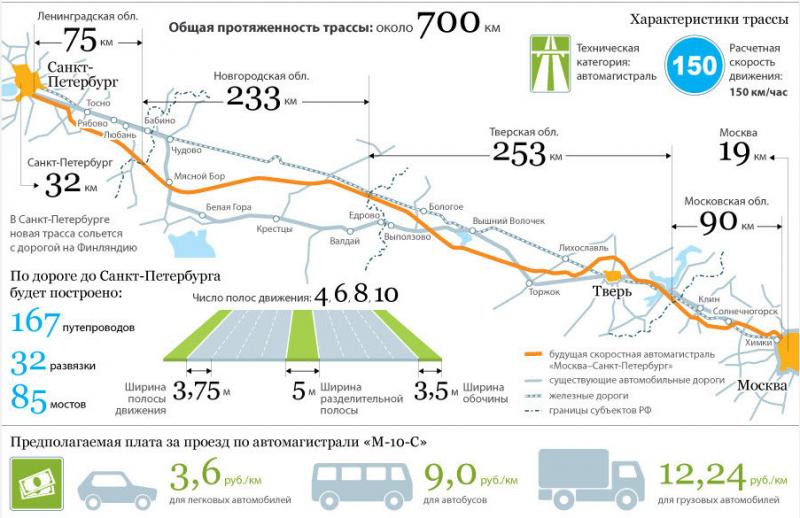 Ленинградская обл.
75 км
Общая протяженность трассы: около 700 км
Характеристики трассы
Техническая
категория:
автомагистраль
150
Расчетная
скорость
движения:
150 км/час
Санкт-
Петербург
Новгородская обл.
233 км
Тосно
Рябово
Любань
Бабино
Чудово
Тверская обл.
253 км
Москва
19 км
Санкт-Петербург
32 км
Мясной Бор
Московская обл.
90 км
В Санкт-Петербурге
новая трасса сольется
с дорогой на Финляндию
Белая Гора
Крестцы
Валдай
Едрово
Выползово
Бологое
Вышний Волочек
Лихославль
Торжок
Тверь
Клин
Солнечногорск
Химки
Москва
По дороге до Санкт-Петербурга
будет построено:
167 путепроводов
32 развязки
85 мостов
Число полос движения: 4, 6, 8, 10
Ширина
полосы
движения
3,75 м
5 м
Ширина
разделительной
полосы
3,5 м
Ширина
обочины
будущая скоростная автомагистраль
«Москва–Санкт-Петербург»
существующие автомобильные дороги
железные дороги
границы субъектов РФ
Предполагаемая плата за проезд по автомагистрали «М-10-С»
3,6 руб./км
для легковых автомобилей
9,0 руб./км
для автобусов
12,24 руб./км
для грузовых автомобилей